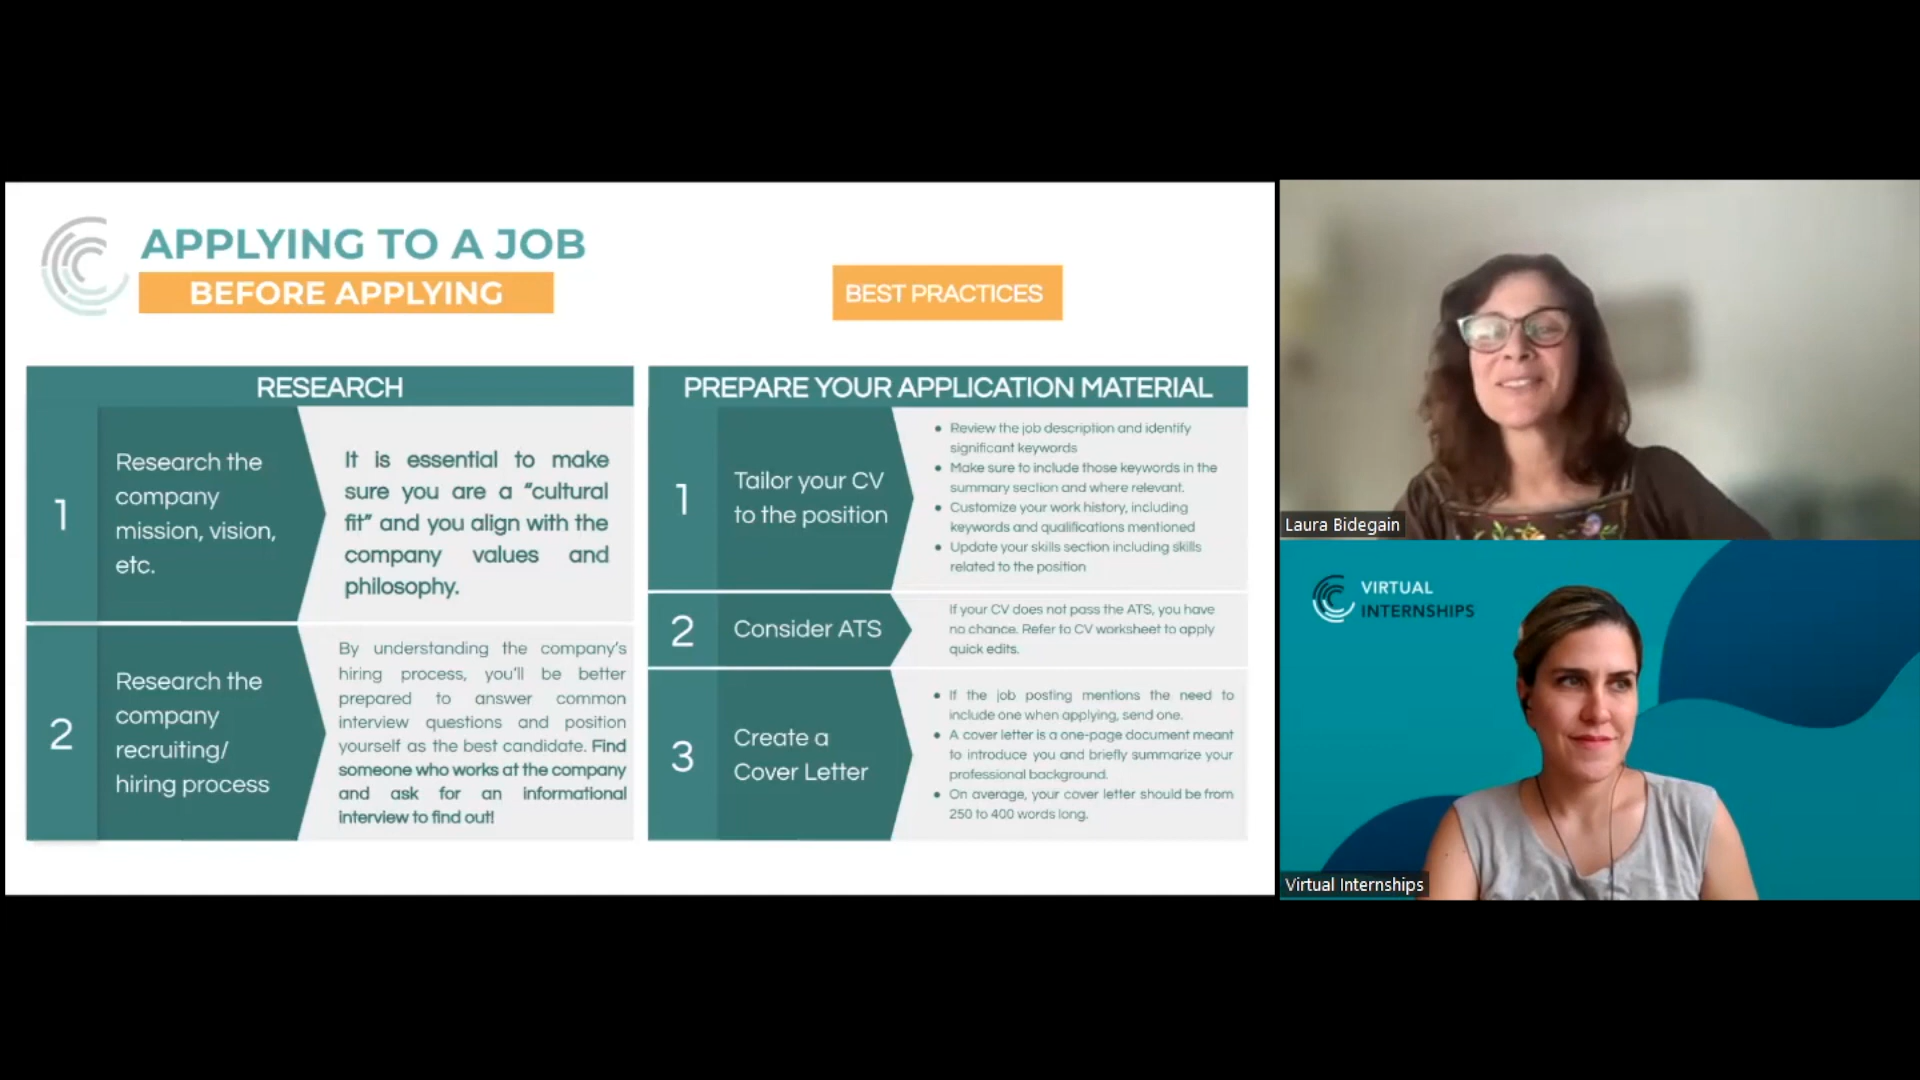 APPLYING TO A JOB
BEFORE APPLYING
BEST PRACTICES
RESEARCH
1
Research the
company
mission, vision,
etc.
It is essential to make
sure you are a “cultural
fit” and you align with the
company values and
philosophy.
2
Research the
company
recruiting/
hiring process
By understanding the company’s
hiring process, you’ll be better
prepared to answer common
interview questions and position
yourself as the best candidate. Find
someone who works at the company
and ask for an informational
interview to find out!
PREPARE YOUR APPLICATION MATERIAL
1
Tailor your CV
to the position
● Review the job description and identify
significant keywords
● Make sure to include those keywords in the
summary section and where relevant.
● Customize your work history, including
keywords and qualifications mentioned
● Update your skills section including skills
related to the position
2
Consider ATS
If your CV does not pass the ATS, you have
no chance. Refer to CV worksheet to apply
quick edits.
3
Create a
Cover Letter
● If the job posting mentions the need to
include one when applying, send one.
● A cover letter is a one-page document meant
to introduce you and briefly summarize your
professional background.
● On average, your cover letter should be from
250 to 400 words long.
Laura Bidegain
VIRTUAL
INTERNSHIPS
Virtual Internships